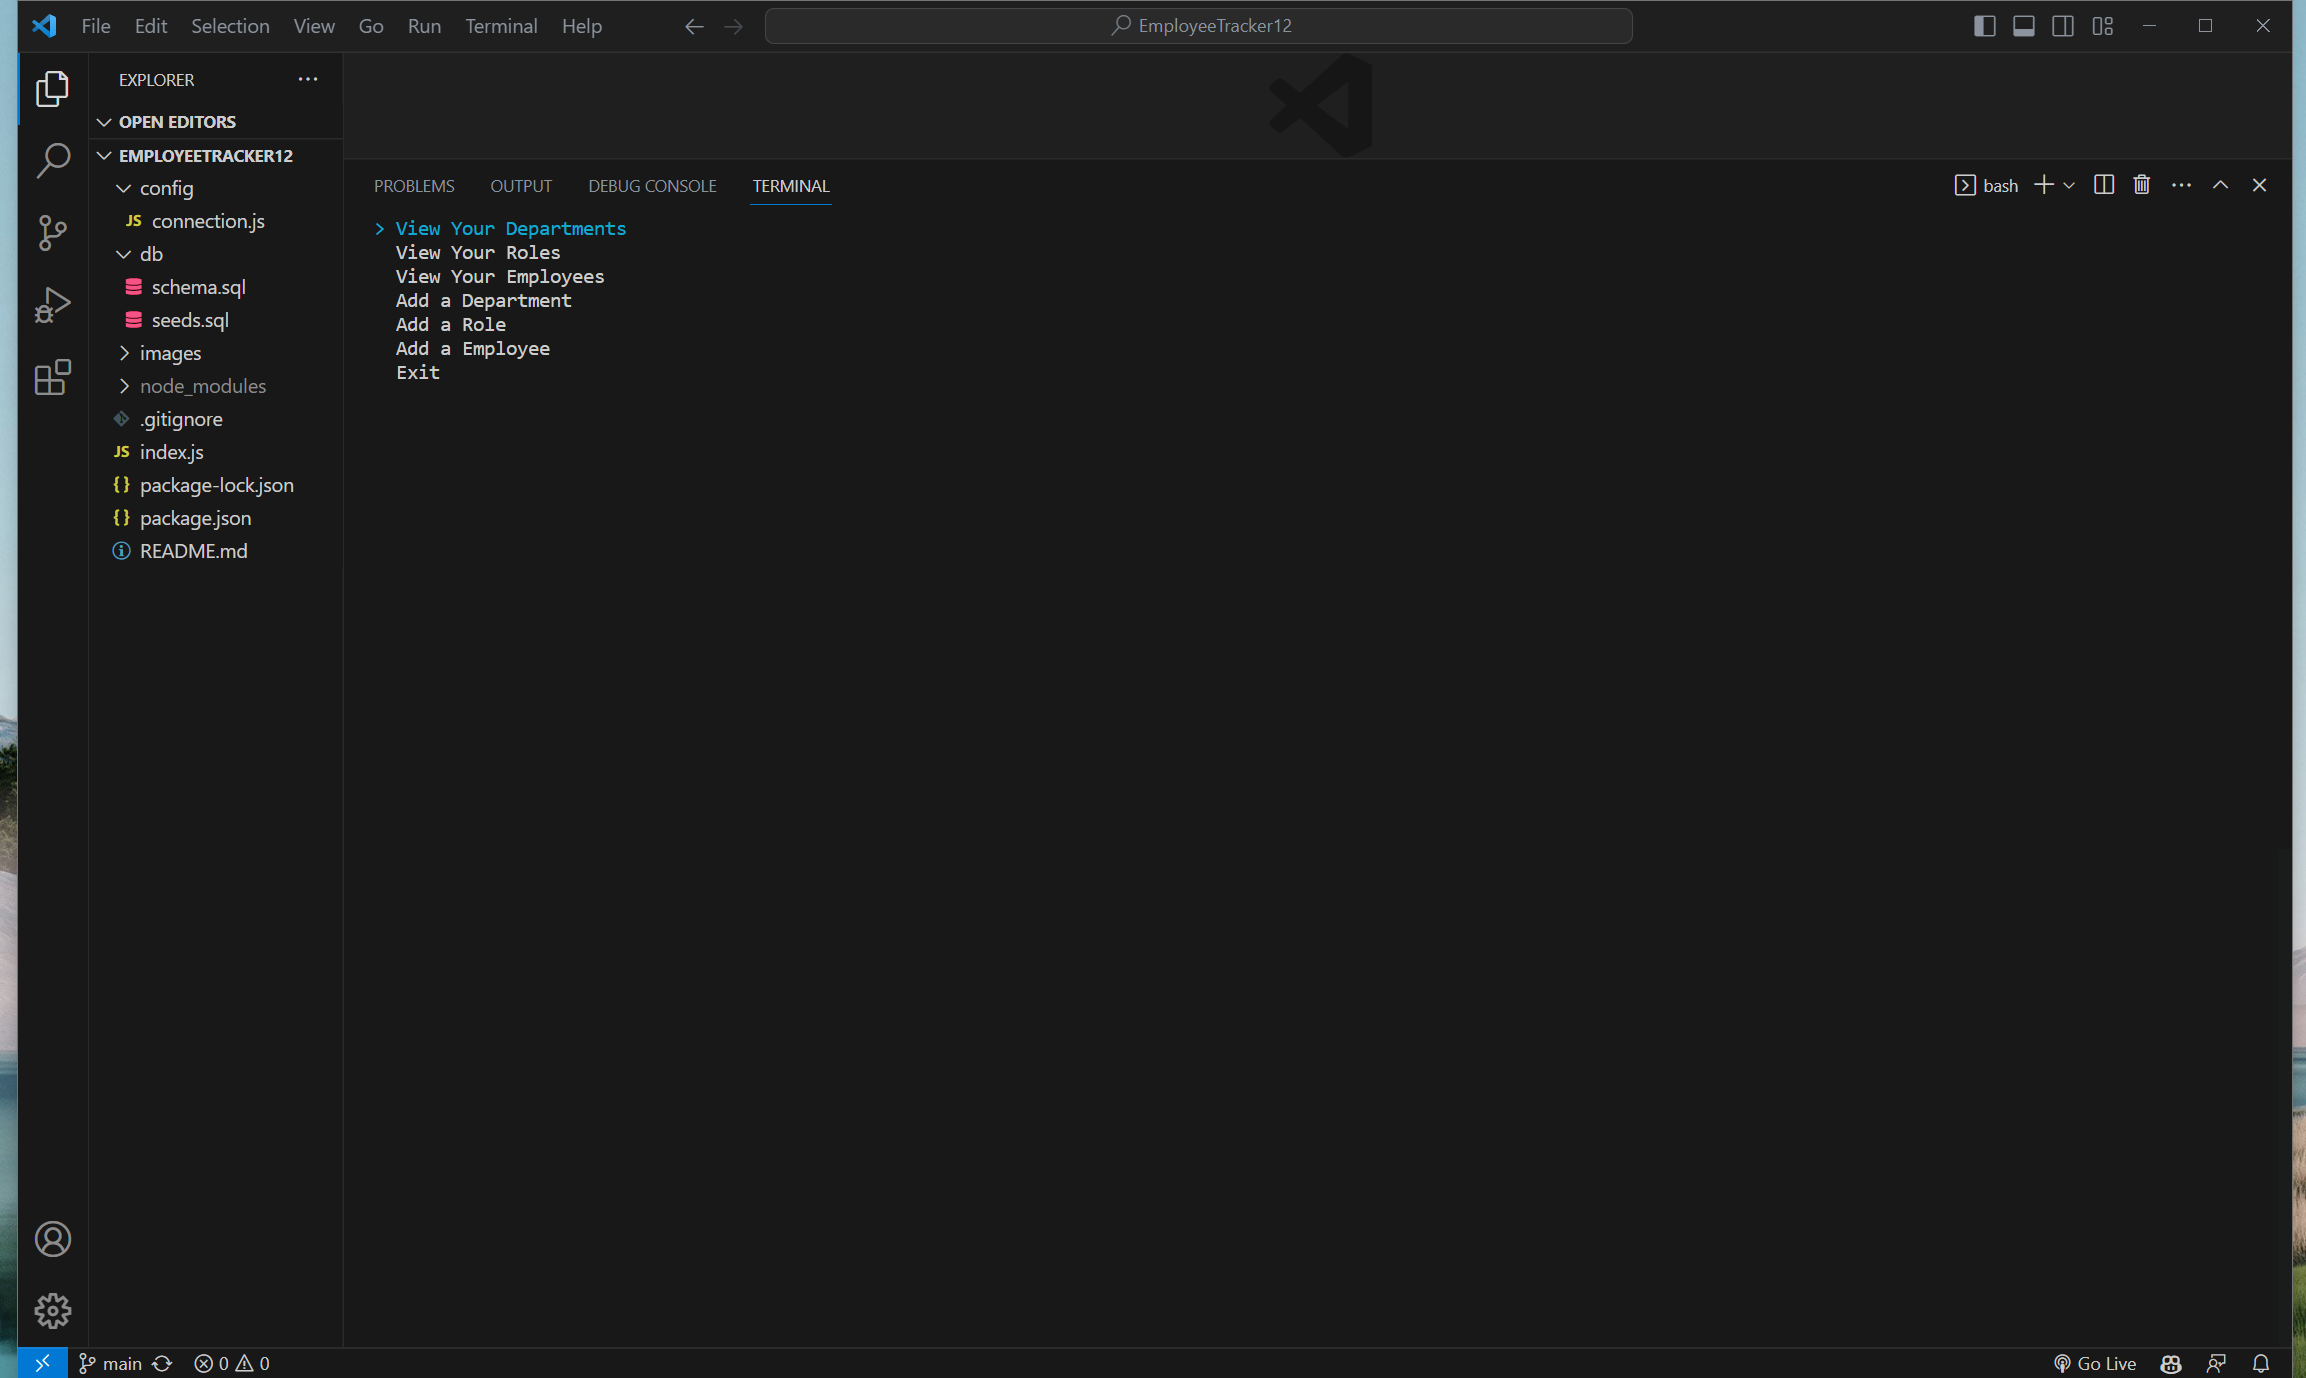 File Edit Selection View Go Run Terminal Help
EmployeeTracker12
EXPLORER
OPEN EDITORS
EMPLOYEETRACKER12
config
JS connection.js
db
schema.sql
seeds.sql
images
node_modules
.gitignore
JS index.js
{} package-lock.json
{} package.json
README.md
PROBLEMS OUTPUT DEBUG CONSOLE TERMINAL
bash
> View Your Departments
View Your Roles
View Your Employees
Add a Department
Add a Role
Add a Employee
Exit
main 0 0
Go Live